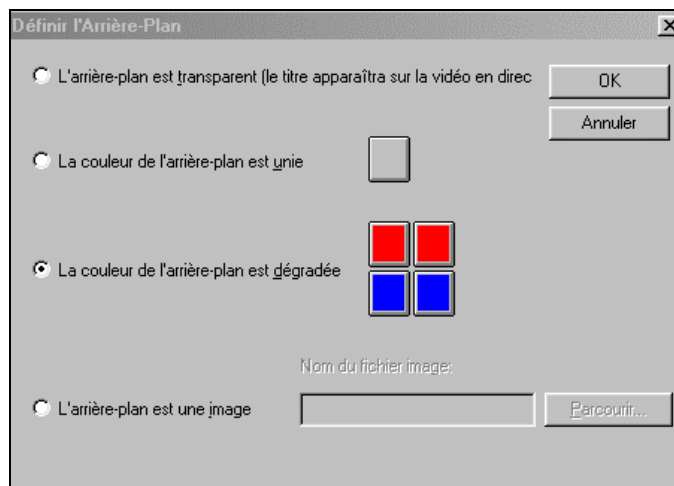 Définir l'Arrière-Plan
L'arrière-plan est transparent (le titre apparaîtra sur la vidéo en direc
OK
Annuler
La couleur de l'arrière-plan est unie
La couleur de l'arrière-plan est dégradée
Nom du fichier image:
L'arrière-plan est une image
Parcourir...